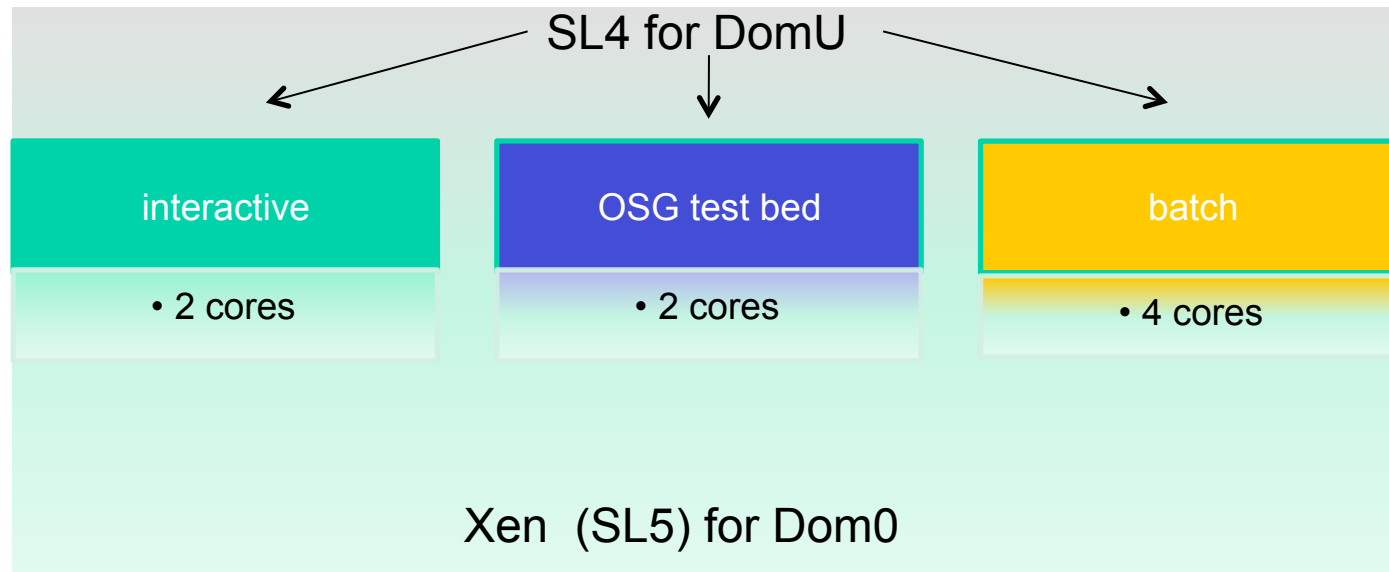 SL4 for DomU
interactive
OSG test bed
batch
• 2 cores
• 2 cores
• 4 cores
Xen (SL5) for Dom0